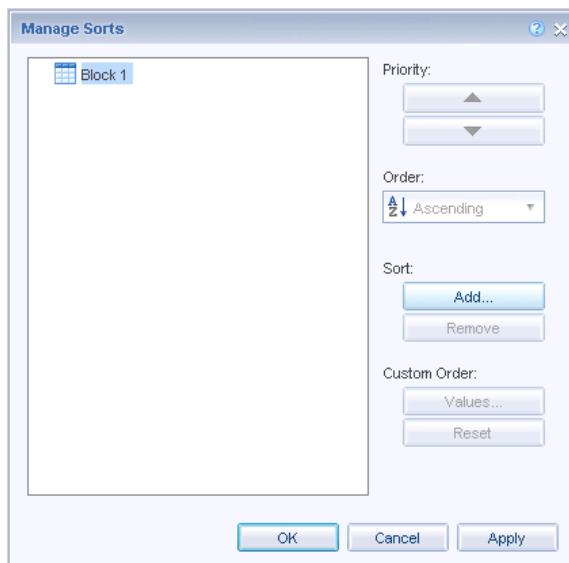 Manage Sorts
Block 1
Priority:
Order:
Ascending
Sort:
Add...
Remove
Custom Order:
Values...
Reset
OK
Cancel
Apply